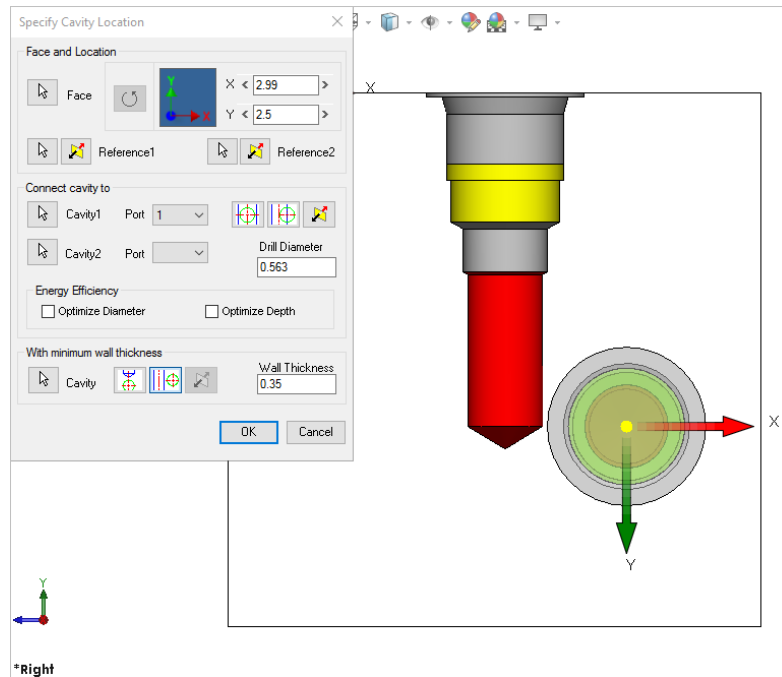 Specify Cavity Location
Face and Location
Face
X < 2.99 >
Y < 2.5 >
Y
X
Reference1
Reference2
Connect cavity to
Cavity1 Port 1
Cavity2 Port
Drill Diameter
0.563
Energy Efficiency
Optimize Diameter
Optimize Depth
With minimum wall thickness
Cavity
Wall Thickness
0.35
OK
Cancel
X
X
Y
Y
*Right